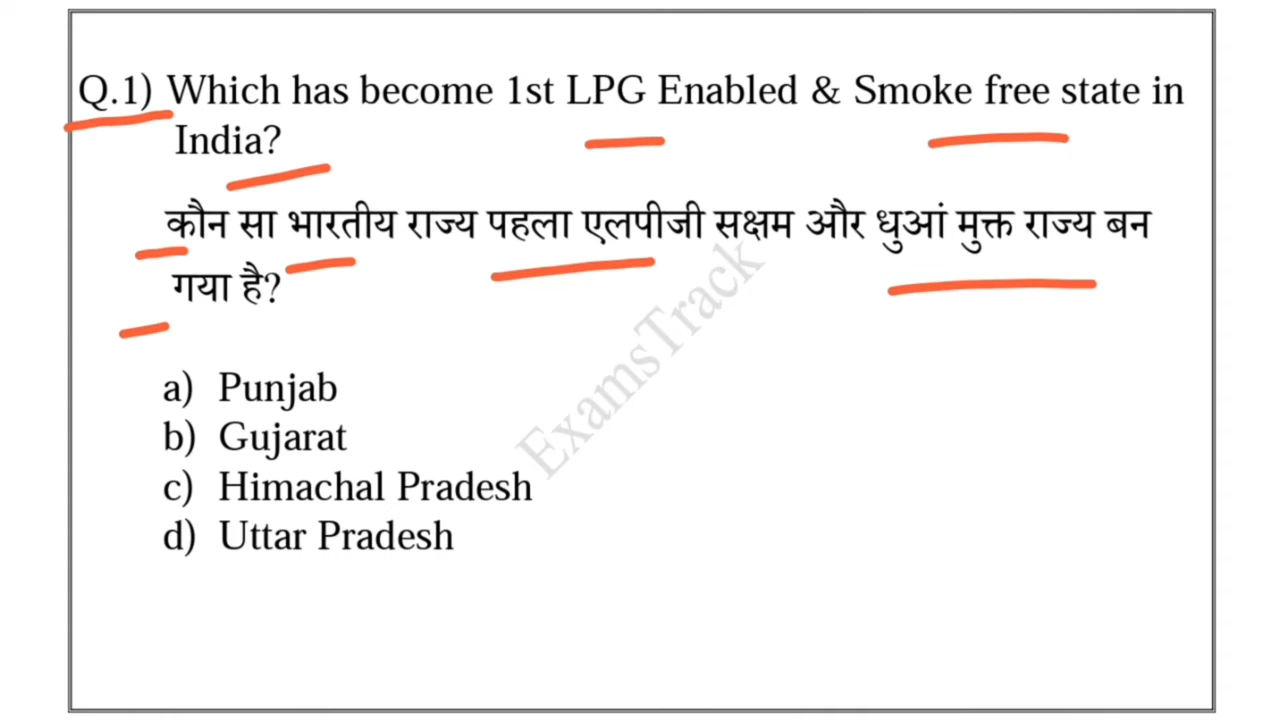 Q.1) Which has become 1st LPG Enabled & Smoke free state in
India?
कौन सा भारतीय राज्य पहला एलपीजी सक्षम और धुआं मुक्त राज्य बन
गया है?
a) Punjab
b) Gujarat
c) Himachal Pradesh
d) Uttar Pradesh
ExamsTrack